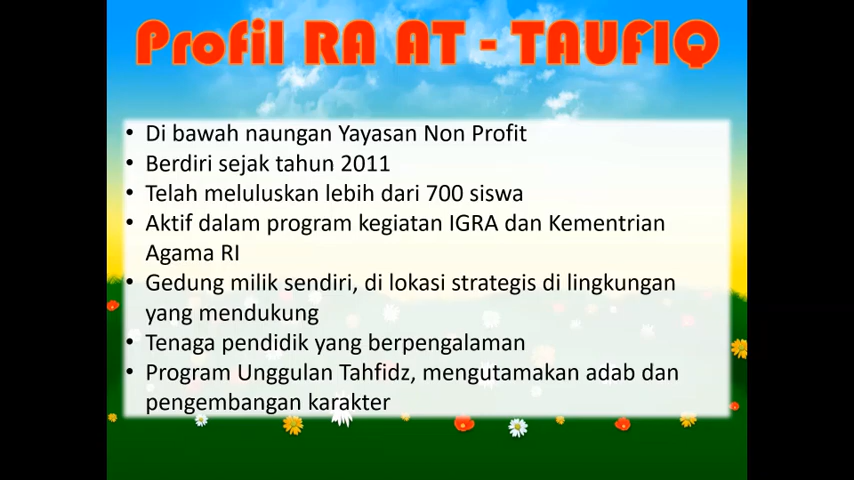 Profil RA AT - TAUFIQ
• Di bawah naungan Yayasan Non Profit
• Berdiri sejak tahun 2011
• Telah meluluskan lebih dari 700 siswa
• Aktif dalam program kegiatan IGRA dan Kementrian
Agama RI
• Gedung milik sendiri, di lokasi strategis di lingkungan
yang mendukung
• Tenaga pendidik yang berpengalaman
• Program Unggulan Tahfidz, mengutamakan adab dan
pengembangan karakter